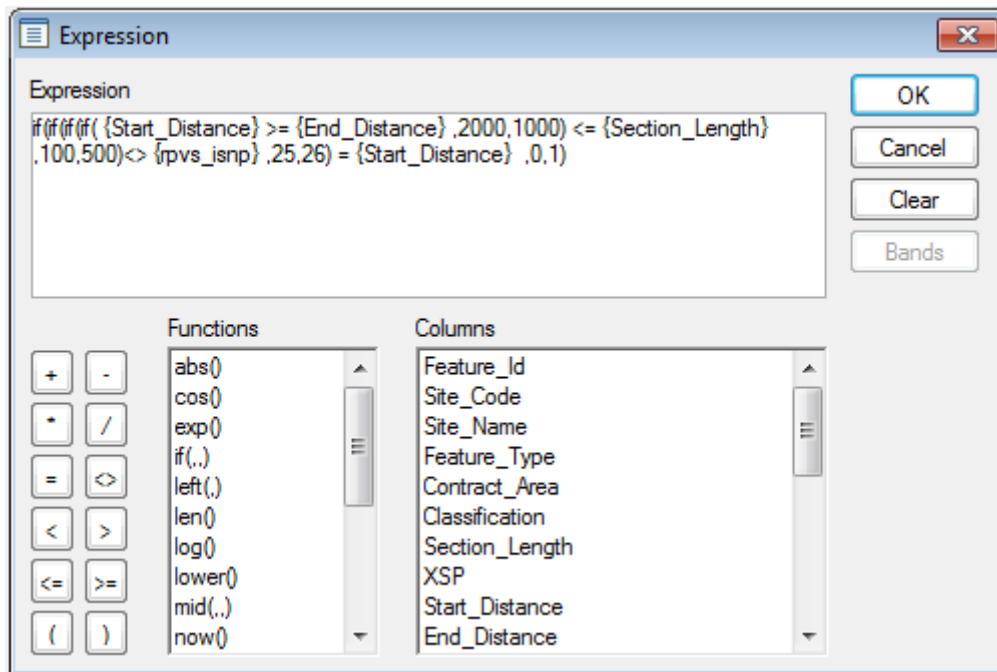 Expression
Expression
if(if(if(if( {Start_Distance} >= {End_Distance} ,2000,1000) <= {Section_Length}
,100,500)<> {rpvs_isnp} ,25,26) = {Start_Distance}  ,0,1)
OK
Cancel
Clear
Bands
Functions
Columns
+ -
* /
= <>
< >
<= >=
( )
abs()
cos()
exp()
if(,,)
left(,)
len()
log()
lower()
mid(,,)
now()
Feature_Id
Site_Code
Site_Name
Feature_Type
Contract_Area
Classification
Section_Length
XSP
Start_Distance
End_Distance